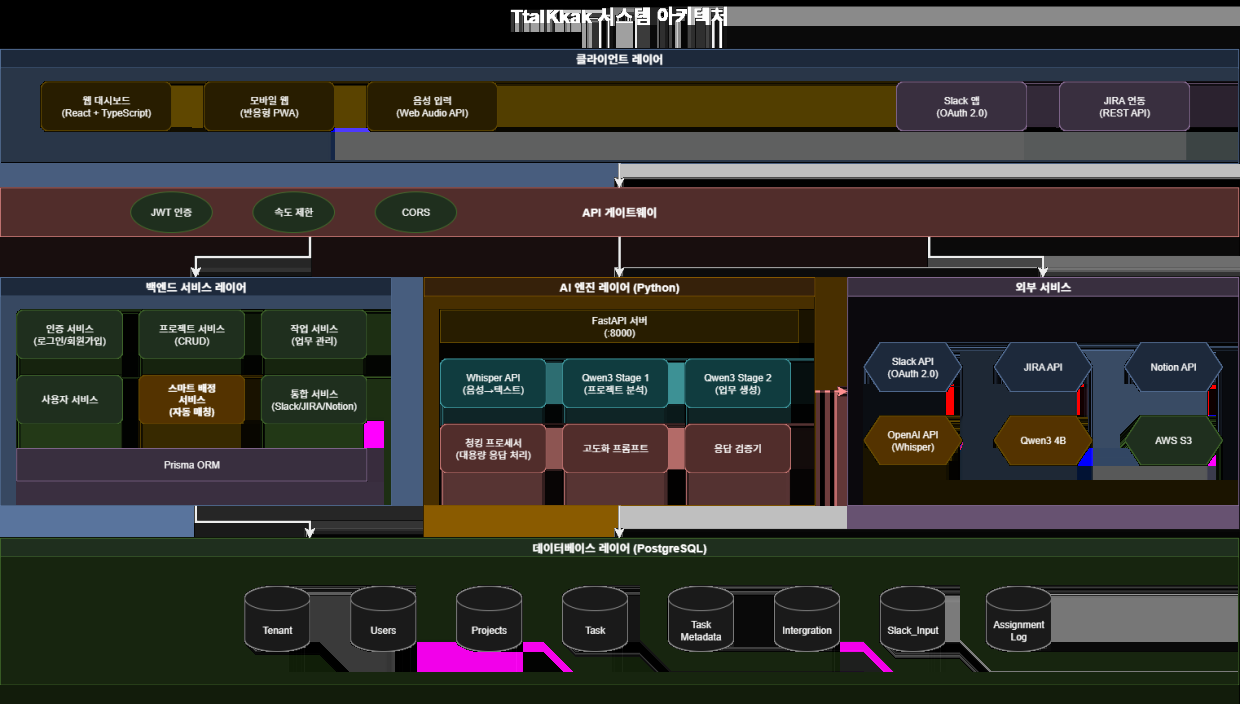 TtalKkak 시스템 아키텍처
클라이언트 레이어
웹 대시보드
(React + TypeScript)
모바일 웹
(반응형 PWA)
음성 입력
(Web Audio API)
Slack 앱
(OAuth 2.0)
JIRA 연동
(REST API)
JWT 인증
속도 제한
CORS
API 게이트웨이
백엔드 서비스 레이어
인증 서비스
(로그인/회원가입)
프로젝트 서비스
(CRUD)
작업 서비스
(업무 관리)
사용자 서비스
스마트 배정
서비스
(자동 매칭)
통합 서비스
(Slack/JIRA/Notion)
Prisma ORM
AI 엔진 레이어 (Python)
FastAPI 서버
(:8000)
Whisper API
(음성→텍스트)
Qwen3 Stage 1
(프로젝트 분석)
Qwen3 Stage 2
(업무 생성)
청킹 프로세서
(대용량 응답 처리)
고도화 프롬프트
응답 검증기
외부 서비스
Slack API
(OAuth 2.0)
JIRA API
Notion API
OpenAI API
(Whisper)
Qwen3 4B
AWS S3
데이터베이스 레이어 (PostgreSQL)
Tenant
Users
Projects
Task
Task
Metadata
Intergration
Slack_Input
Assignment
Log